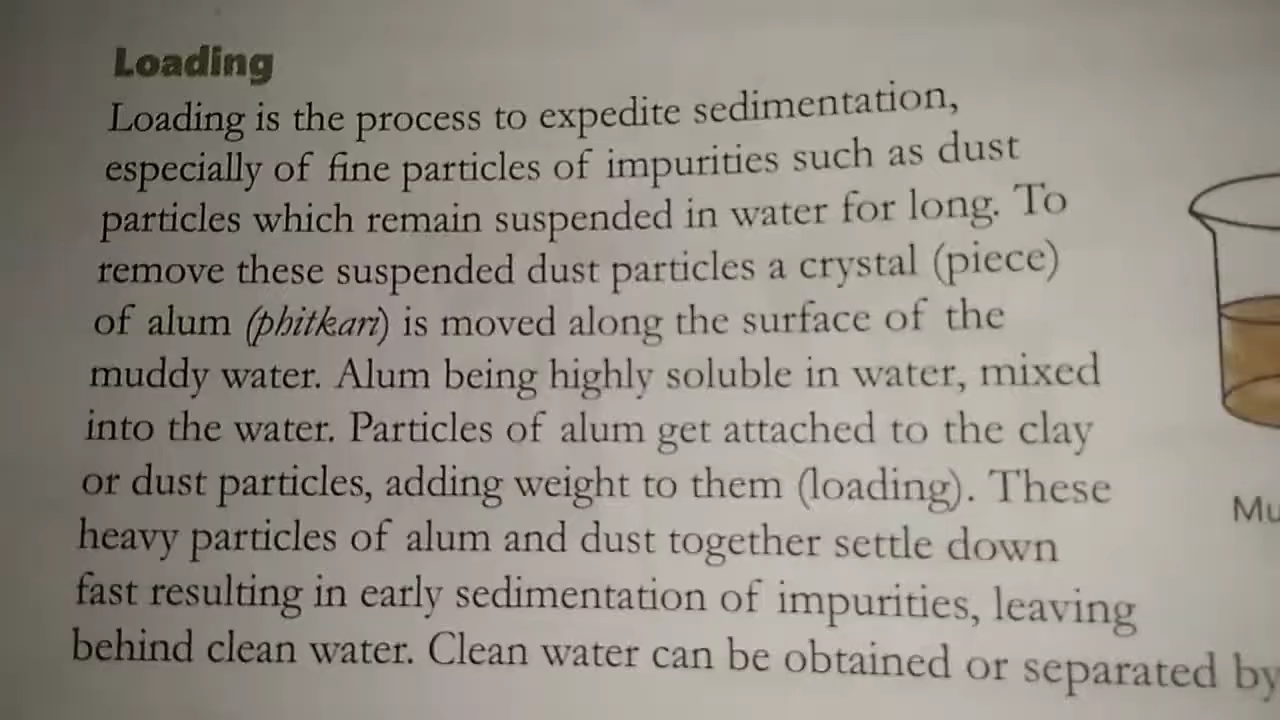 Loading
Loading is the process to expedite sedimentation,
especially of fine particles of impurities such as dust
particles which remain suspended in water for long. To
remove these suspended dust particles a crystal (piece)
of alum (phitkari) is moved along the surface of the
muddy water. Alum being highly soluble in water, mixed
into the water. Particles of alum get attached to the clay
or dust particles, adding weight to them (loading). These
heavy particles of alum and dust together settle down
fast resulting in early sedimentation of impurities, leaving
behind clean water. Clean water can be obtained or separated by
Mu